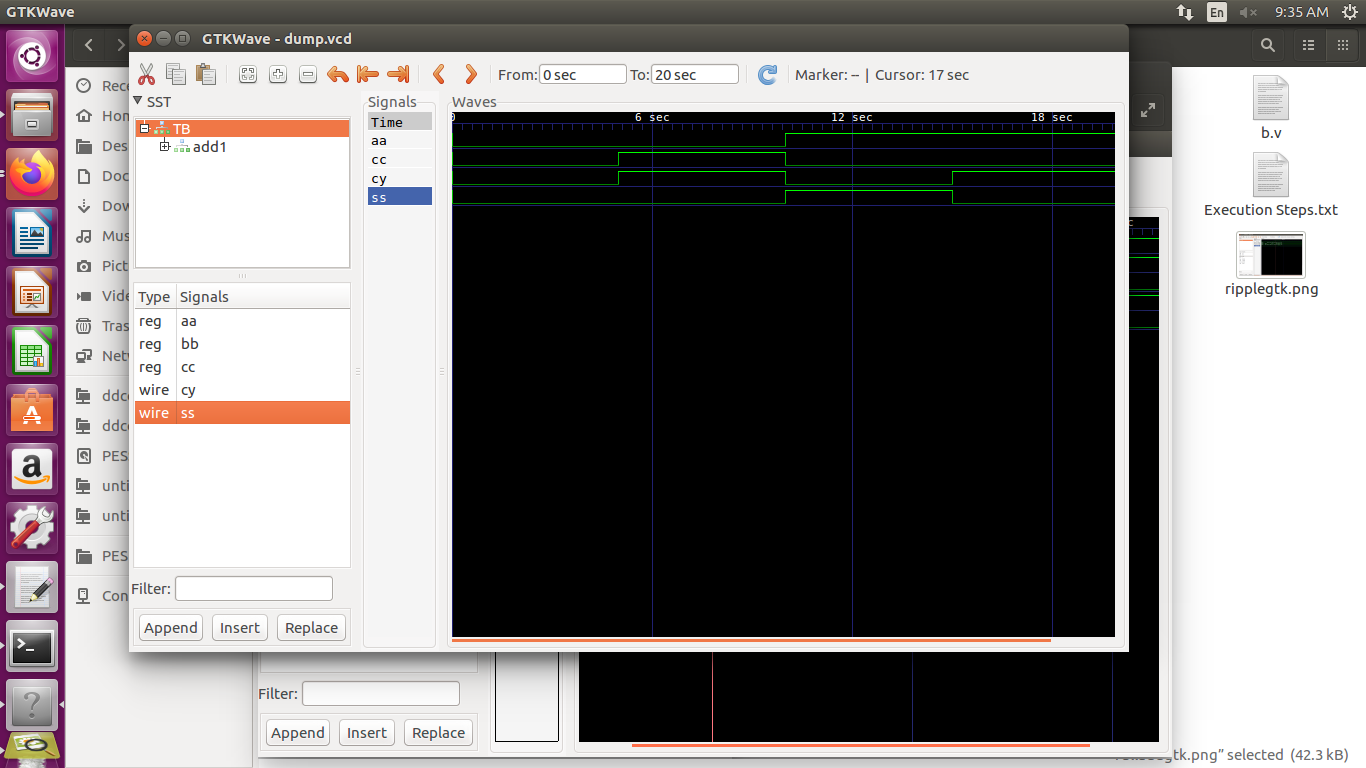 GTKWave
En
9:35 AM
GTKWave - dump.vcd
From: 0 sec To: 20 sec
Marker: -- | Cursor: 17 sec
SST
TB
add1
Type Signals
reg aa
reg bb
reg cc
wire cy
wire ss
Filter:
Append Insert Replace
Signals
Time
aa
cc
cy
ss
Waves
0 6 sec 12 sec 18 sec
Rece
Hom
Des
Doc
Dow
Mus
Pict
Vide
Tras
Netv
ddc
ddc
PES
unti
unti
PES
Con
Filter:
Append Insert Replace
b.v
Execution Steps.txt
ripplegtk.png
gtk.png” selected (42.3 kB)